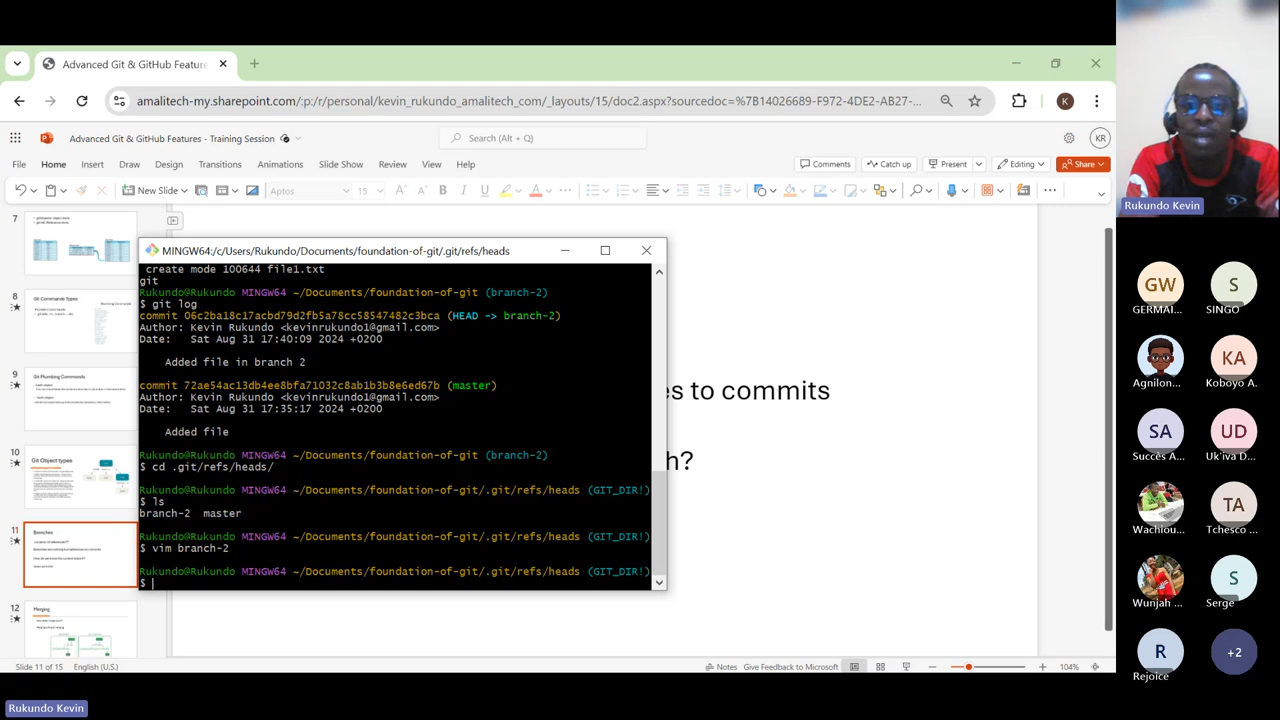 Advanced Git & GitHub Feature
amalitech-my.sharepoint.com/:p:/r/personal/kevin_rukundo_amalitech_com/_layouts/15/doc2.aspx?sourcedoc=%7B14026689-F972-4DE2-AB27-...
K
Advanced Git & GitHub Features - Training Session
Search (Alt + Q)
KR
File Home Insert Draw Design Transitions Animations Slide Show Review View Help
Comments Catch up Present Editing Share
New Slide Aptos 15
7
8
Git Commands Types
9
Git Plumbing Commands
10
Git Object types
11
Branches
12
Merging
es to commits
h?
MINGW64:/c/Users/Rukundo/Documents/foundation-of-git/.git/refs/heads
create mode 100644 file1.txt
git
Rukundo@Rukundo MINGW64 ~/Documents/foundation-of-git (branch-2)
$ git log
commit 06c2ba18c17acbd79d2fb5a78cc58547482c3bca (HEAD -> branch-2)
Author: Kevin Rukundo <kevinrukundo1@gmail.com>
Date: Sat Aug 31 17:40:09 2024 +0200
Added file in branch 2
commit 72ae54ac13db4ee8bfa71032c8ab1b3b8e6ed67b (master)
Author: Kevin Rukundo <kevinrukundo1@gmail.com>
Date: Sat Aug 31 17:35:17 2024 +0200
Added file
Rukundo@Rukundo MINGW64 ~/Documents/foundation-of-git (branch-2)
$ cd .git/refs/heads/
Rukundo@Rukundo MINGW64 ~/Documents/foundation-of-git/.git/refs/heads (GIT_DIR!)
$ ls
branch-2 master
Rukundo@Rukundo MINGW64 ~/Documents/foundation-of-git/.git/refs/heads (GIT_DIR!)
$ vim branch-2
Rukundo@Rukundo MINGW64 ~/Documents/foundation-of-git/.git/refs/heads (GIT_DIR!)
$
Slide 11 of 15 English (U.S.)
Notes Give Feedback to Microsoft 104%
Rukundo Kevin
Rukundo Kevin
GW
GERMAI...
S
SINGO
Agnilon...
KA
Koboyo A.
SA
Succès A...
UD
Uk'iva D...
Wachiou...
TA
Tchesco ...
Wunjah ...
S
Serge
R
Rejoice
+2